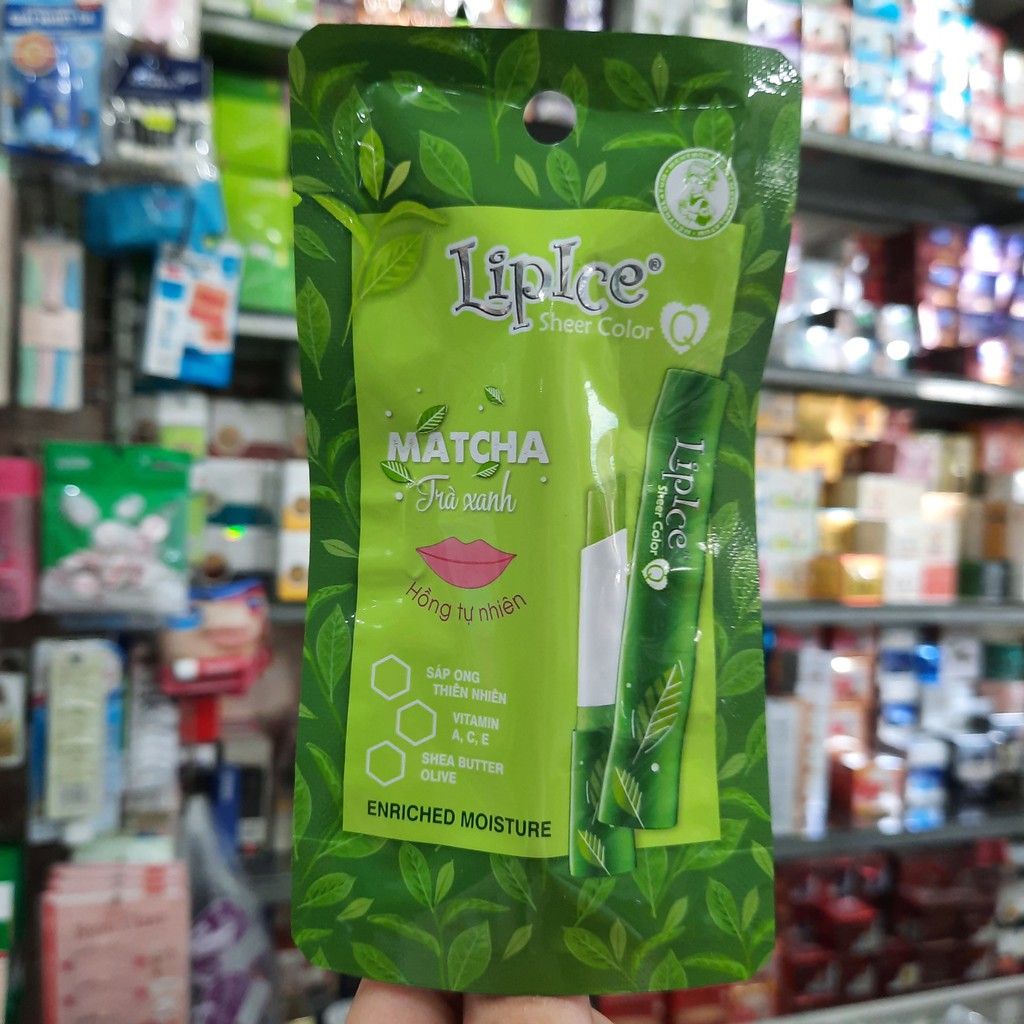 LipIce®
Sheer Color Q
MATCHA
Trà xanh
Hồng tự nhiên
SÁP ONG
THIÊN NHIÊN
VITAMIN
A, C, E
SHEA BUTTER
OLIVE
ENRICHED MOISTURE
LipIce
Sheer Color Q